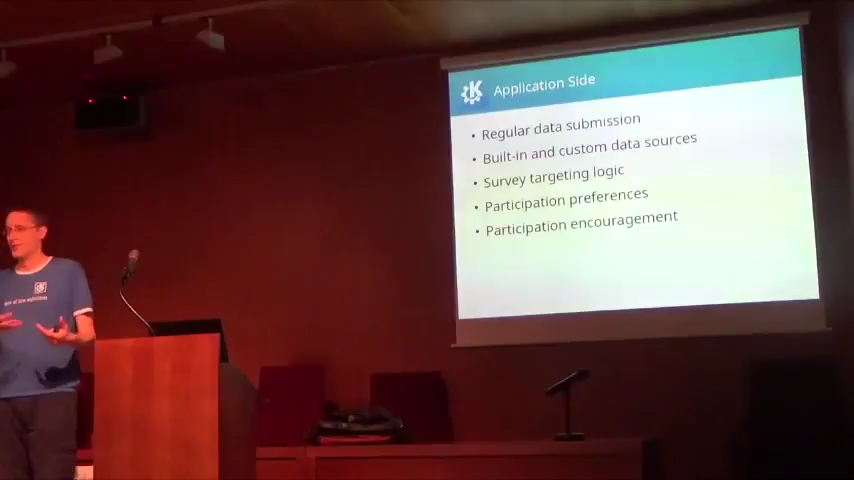 Application Side
• Regular data submission
• Built-in and custom data sources
• Survey targeting logic
• Participation preferences
• Participation encouragement